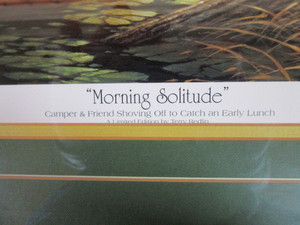 "Morning Solitude"
Camper & Friend Shoving Off to Catch an Early Lunch
A Limited Edition by Terry Redlin